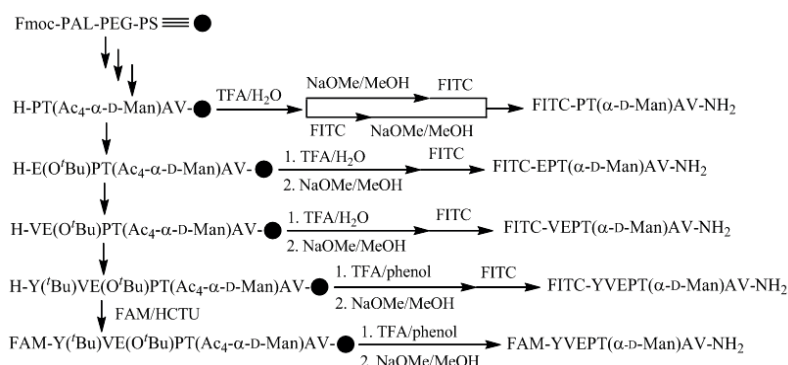 Fmoc-PAL-PEG-PS
H-PT(Ac₄-α-D-Man)AV-
TFA/H₂O
NaOMe/MeOH
FITC
FITC
NaOMe/MeOH
FITC-PT(α-D-Man)AV-NH₂
H-E(OᵗBu)PT(Ac₄-α-D-Man)AV-
1. TFA/H₂O
2. NaOMe/MeOH
FITC
FITC-EPT(α-D-Man)AV-NH₂
H-VE(OᵗBu)PT(Ac₄-α-D-Man)AV-
1. TFA/H₂O
2. NaOMe/MeOH
FITC
FITC-VEPT(α-D-Man)AV-NH₂
H-Y(ᵗBu)VE(OᵗBu)PT(Ac₄-α-D-Man)AV-
1. TFA/phenol
2. NaOMe/MeOH
FITC
FITC-YVEPT(α-D-Man)AV-NH₂
FAM/HCTU
FAM-Y(ᵗBu)VE(OᵗBu)PT(Ac₄-α-D-Man)AV-
1. TFA/phenol
2. NaOMe/MeOH
FAM-YVEPT(α-D-Man)AV-NH₂